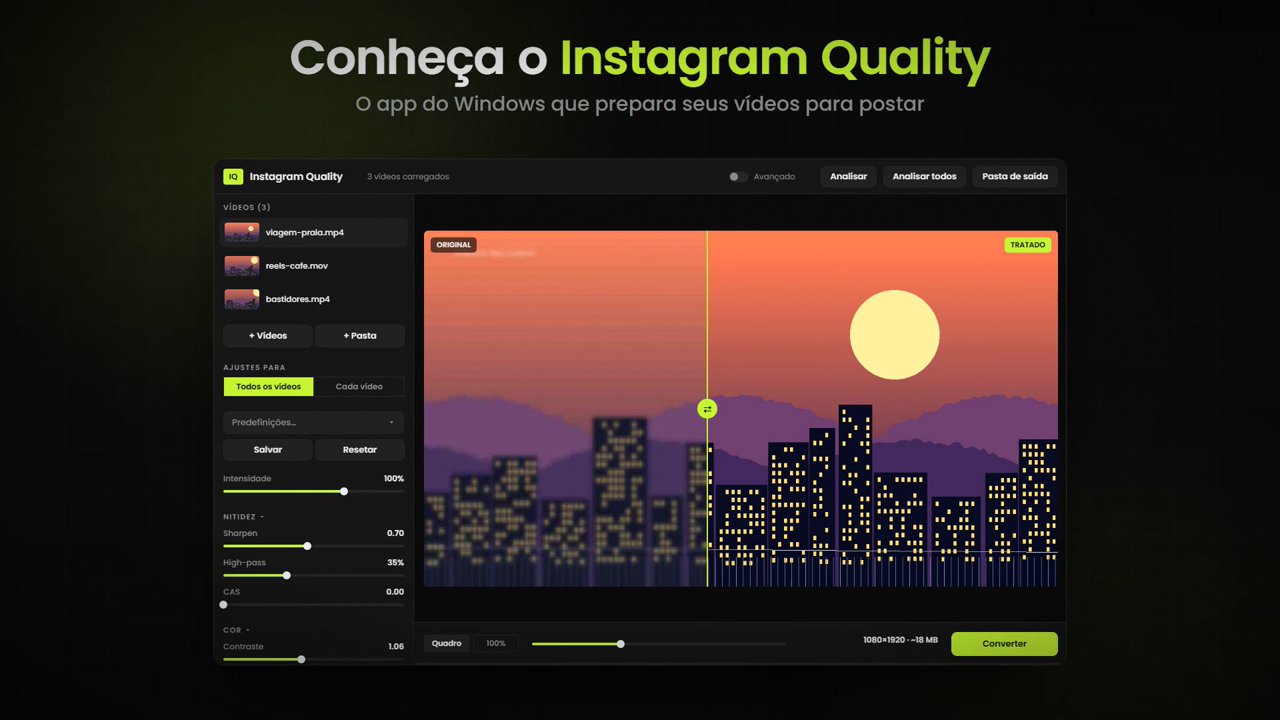 Conheça o Instagram Quality
O app do Windows que prepara seus vídeos para postar
IQ Instagram Quality 3 vídeos carregados Avançado Analisar Analisar todos Pasta de saída
VÍDEOS (3)
viagem-praia.mp4
reels-cafe.mov
bastidores.mp4
+ Vídeos + Pasta
AJUSTES PARA
Todos os vídeos Cada vídeo
Predefinições...
Salvar Resetar
Intensidade 100%
NITIDEZ
Sharpen 0.70
High-pass 35%
CAS 0.00
COR
Contraste 1.06
ORIGINAL TRATADO
Quadro 100% 1080×1920 · ~18 MB Converter